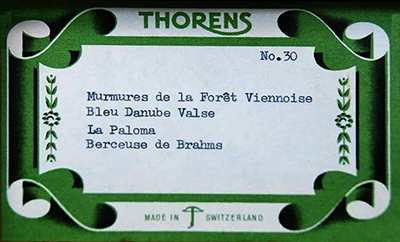 THORENS
No.30
Murmures de la Forêt Viennoise
Bleu Danube Valse
La Paloma
Berceuse de Brahms
MADE IN SWITZERLAND